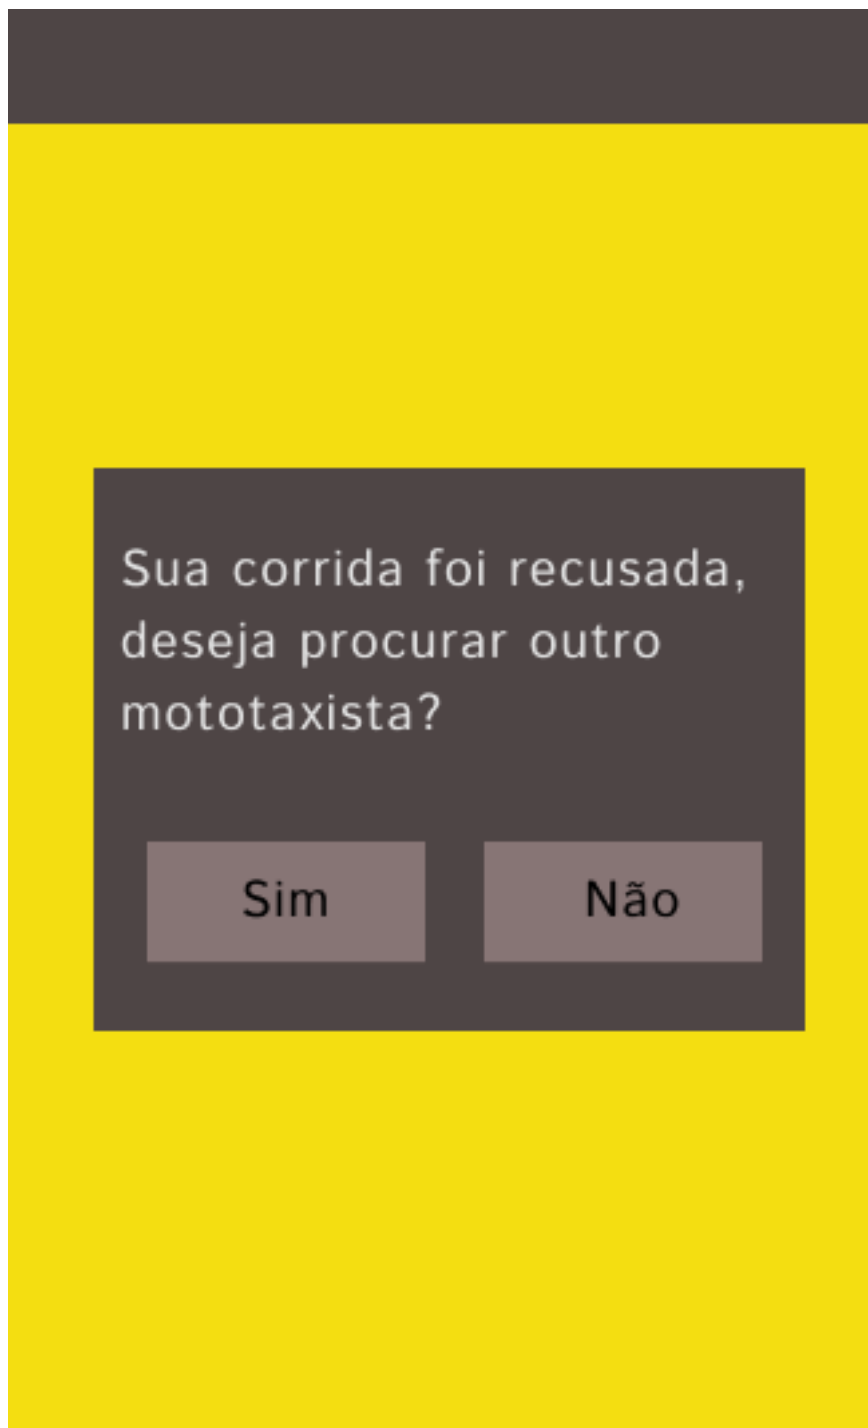 Sua corrida foi recusada,
deseja procurar outro
mototaxista?
Sim
Não